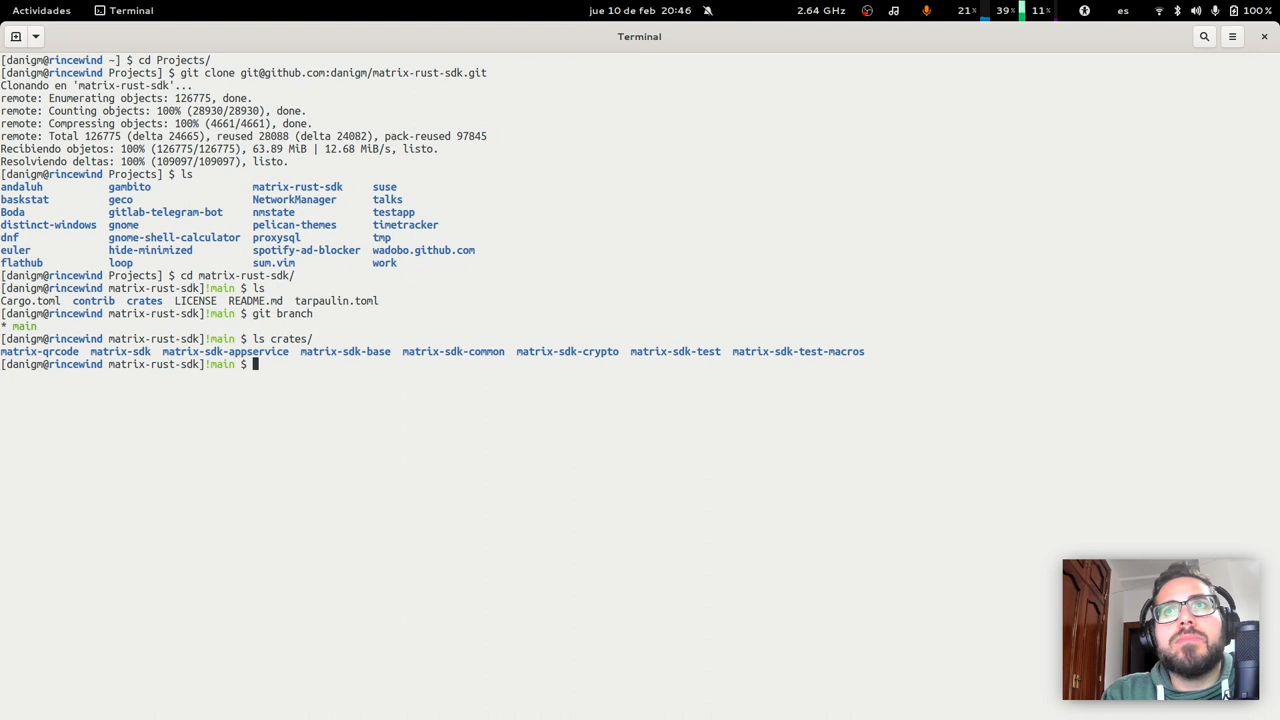 Actividades Terminal jue 10 de feb 20:46 2.64 GHz 21% 39% 11% es 100%
Terminal
[danigm@rincewind ~] $ cd Projects/
[danigm@rincewind Projects] $ git clone git@github.com:danigm/matrix-rust-sdk.git
Clonando en 'matrix-rust-sdk'...
remote: Enumerating objects: 126775, done.
remote: Counting objects: 100% (28930/28930), done.
remote: Compressing objects: 100% (4661/4661), done.
remote: Total 126775 (delta 24665), reused 28088 (delta 24082), pack-reused 97845
Recibiendo objetos: 100% (126775/126775), 63.89 MiB | 12.68 MiB/s, listo.
Resolviendo deltas: 100% (109097/109097), listo.
[danigm@rincewind Projects] $ ls
andaluh gambito matrix-rust-sdk suse
baskstat geco NetworkManager talks
Boda gitlab-telegram-bot nmstate testapp
distinct-windows gnome pelican-themes timetracker
dnf gnome-shell-calculator proxysql tmp
euler hide-minimized spotify-ad-blocker wadobo.github.com
flathub loop sum.vim work
[danigm@rincewind Projects] $ cd matrix-rust-sdk/
[danigm@rincewind matrix-rust-sdk]!main $ ls
Cargo.toml contrib crates LICENSE README.md tarpaulin.toml
[danigm@rincewind matrix-rust-sdk]!main $ git branch
* main
[danigm@rincewind matrix-rust-sdk]!main $ ls crates/
matrix-qrcode matrix-sdk matrix-sdk-appservice matrix-sdk-base matrix-sdk-common matrix-sdk-crypto matrix-sdk-test matrix-sdk-test-macros
[danigm@rincewind matrix-rust-sdk]!main $